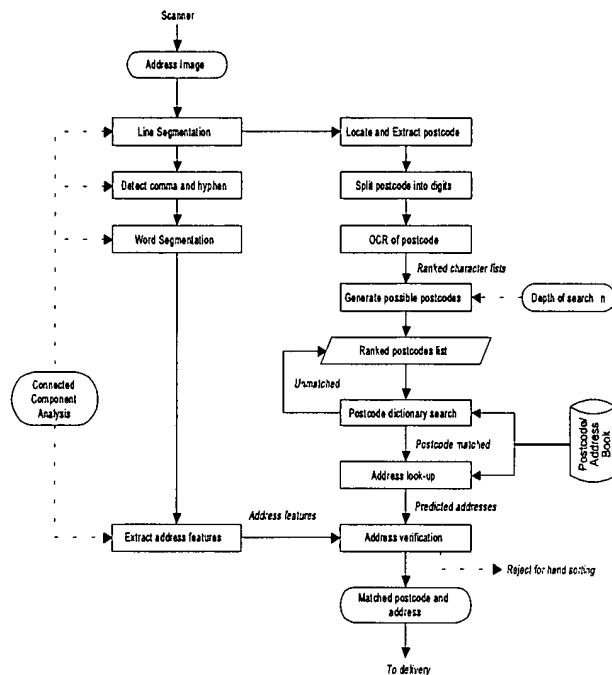 Scanner
Address Image
Line Segmentation
Locate and Extract postcode
Detect comma and hyphen
Split postcode into digits
Word Segmentation
OCR of postcode
Ranked character lists
Generate possible postcodes
Depth of search n
Ranked postcodes list
Unmatched
Connected
Component
Analysis
Postcode dictionary search
Postcode/
Address
Book
Postcode matched
Address look-up
Address features
Predicted addresses
Extract address features
Address verification
Reject for hand sorting
Matched postcode and
address
To delivery